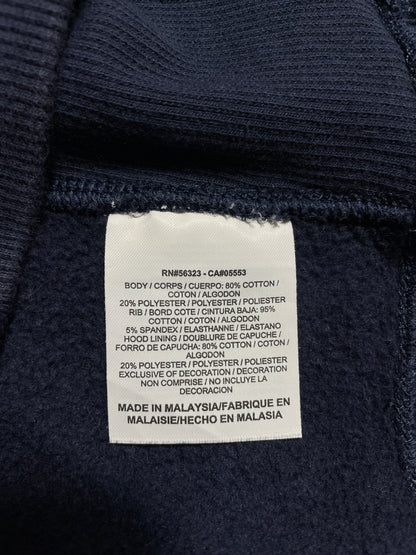 RN#56323 - CA#05553
BODY / CORPS / CUERPO: 80% COTTON /
COTON / ALGODON
20% POLYESTER / POLYESTER / POLIESTER
RIB / BORD COTE / CINTURA BAJA: 95%
COTTON / COTON / ALGODON
5% SPANDEX / ELASTHANNE / ELASTANO
HOOD LINING / DOUBLURE DE CAPUCHE /
FORRO DE CAPUCHA: 80% COTTON / COTON /
ALGODON
20% POLYESTER / POLYESTER / POLIESTER
EXCLUSIVE OF DECORATION / DECORATION
NON COMPRISE / NO INCLUYE LA
DECORACION
MADE IN MALAYSIA/FABRIQUE EN
MALAISIE/HECHO EN MALASIA